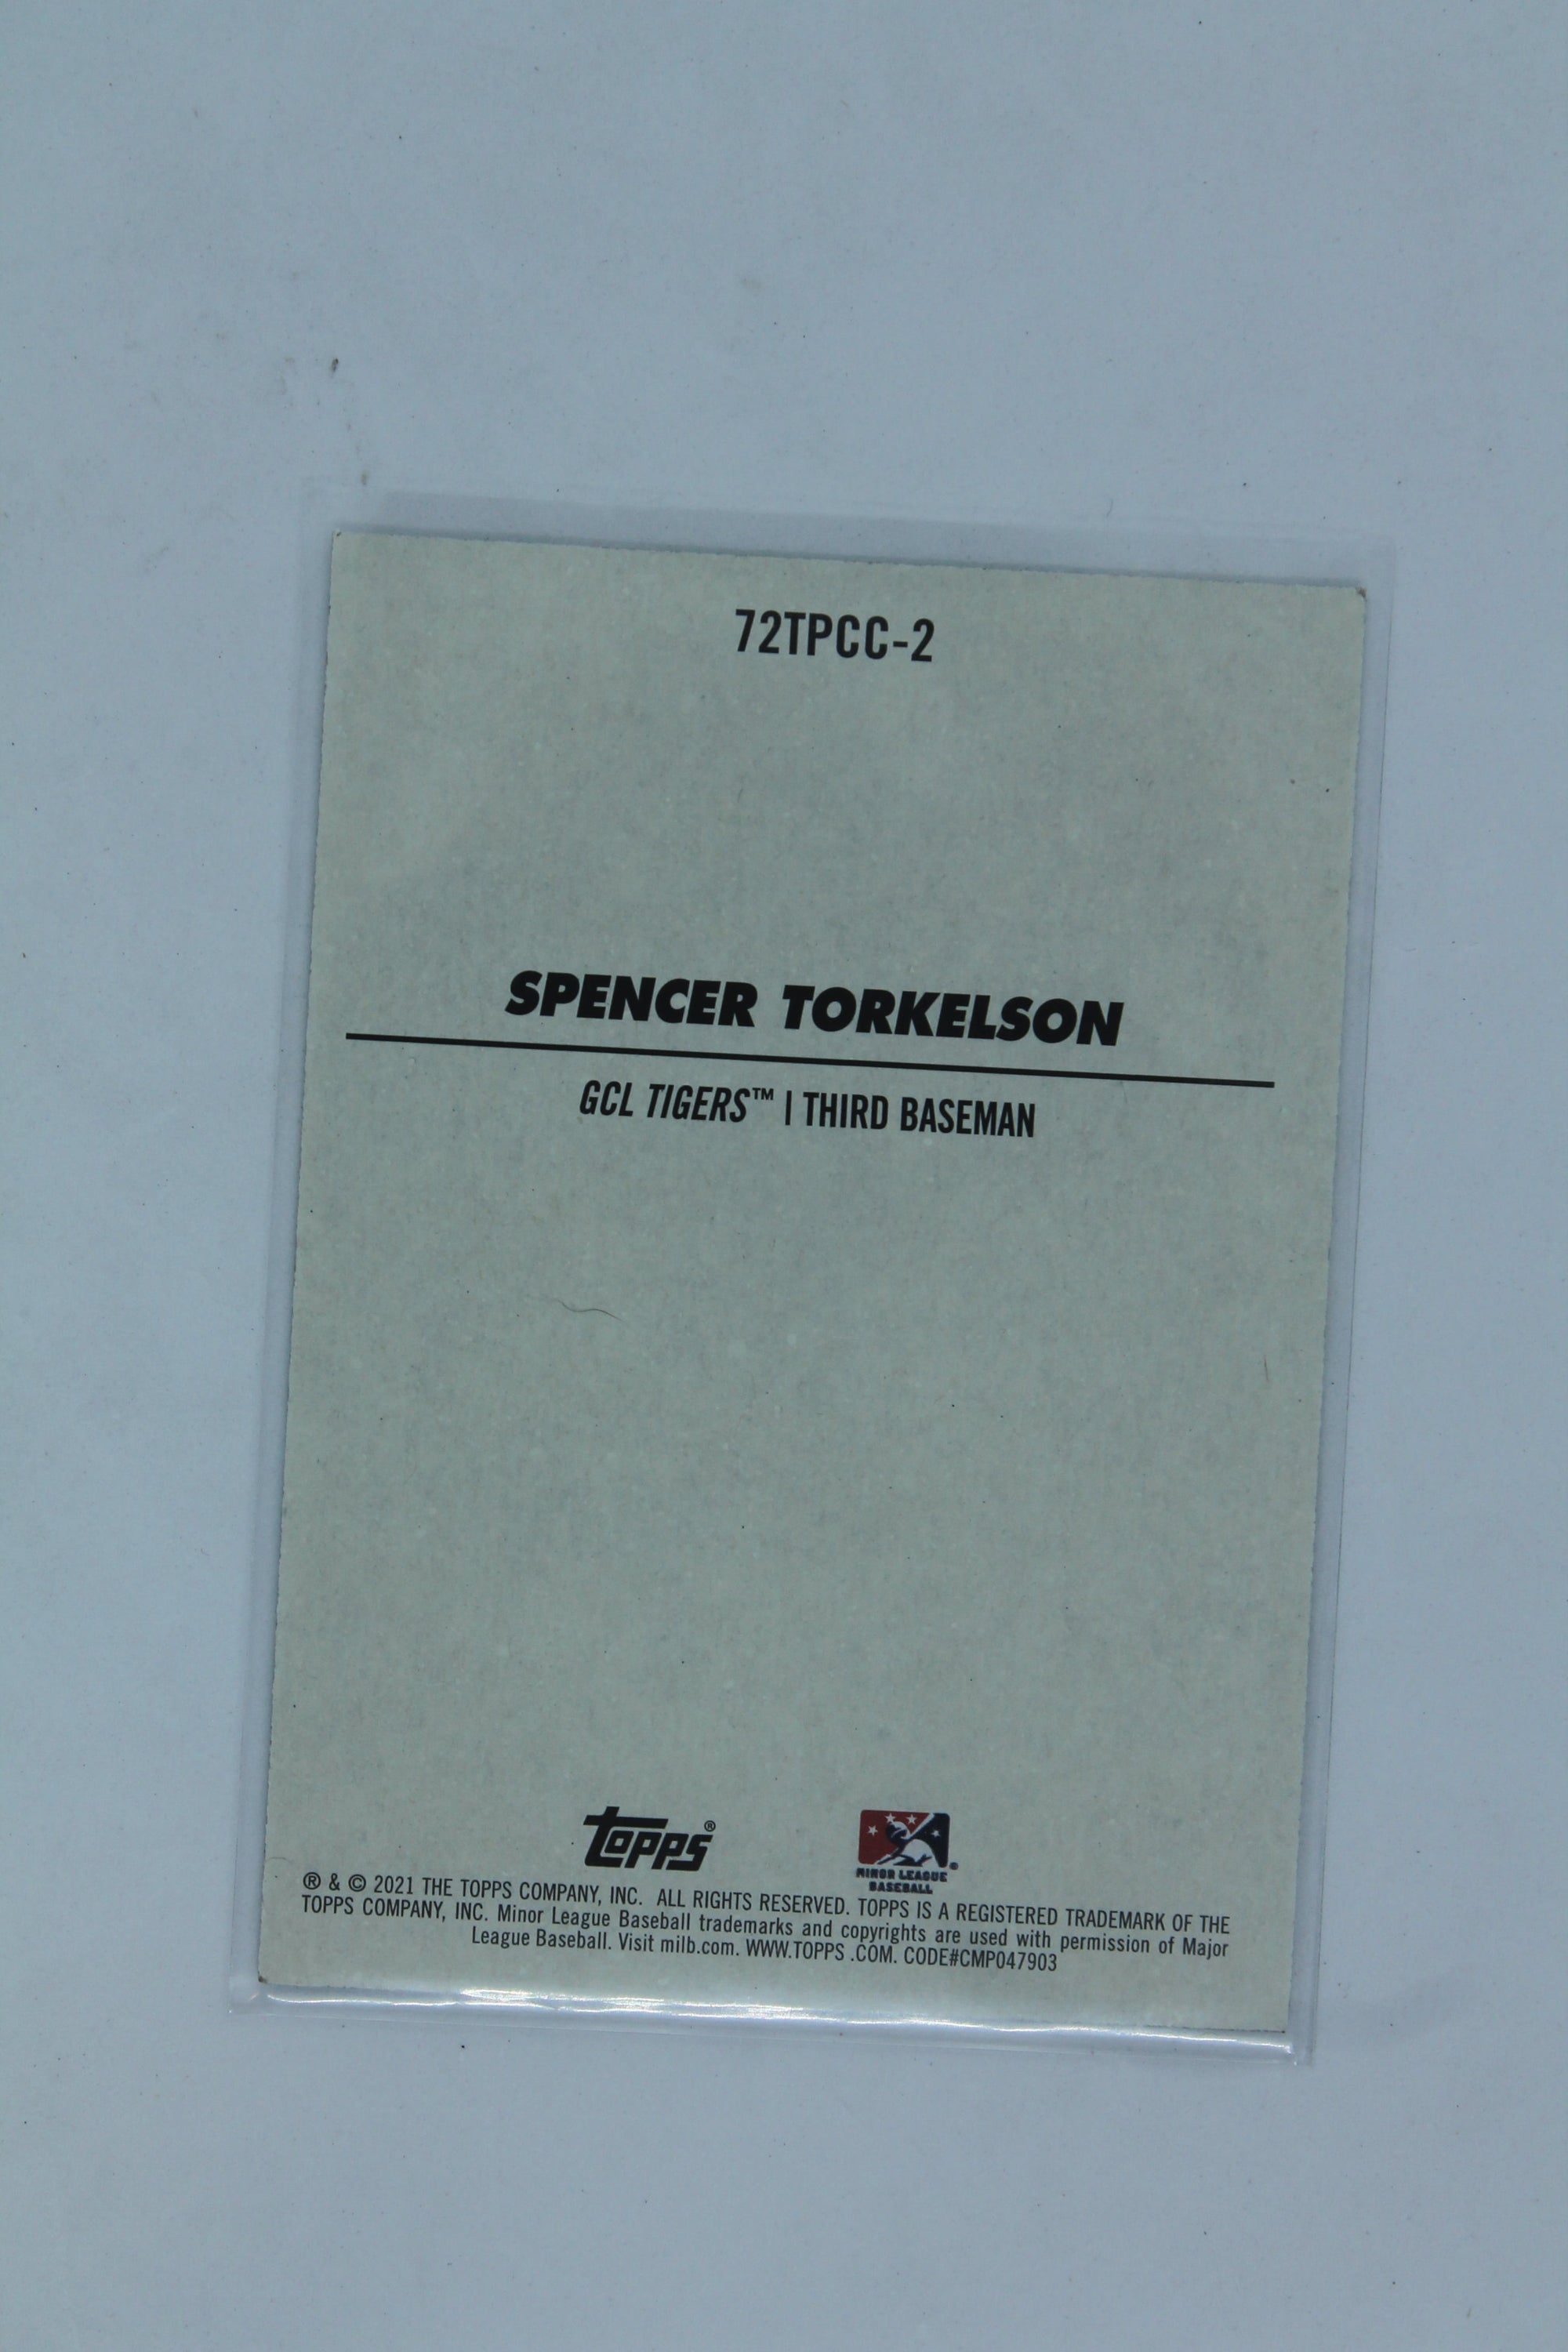 72TPCC-2
SPENCER TORKELSON
GCL TIGERS™ | THIRD BASEMAN
topps®
MINOR LEAGUE
BASEBALL
® & © 2021 THE TOPPS COMPANY, INC. ALL RIGHTS RESERVED. TOPPS IS A REGISTERED TRADEMARK OF THE
TOPPS COMPANY, INC. Minor League Baseball trademarks and copyrights are used with permission of Major
League Baseball. Visit milb.com. WWW.TOPPS .COM. CODE#CMP047903